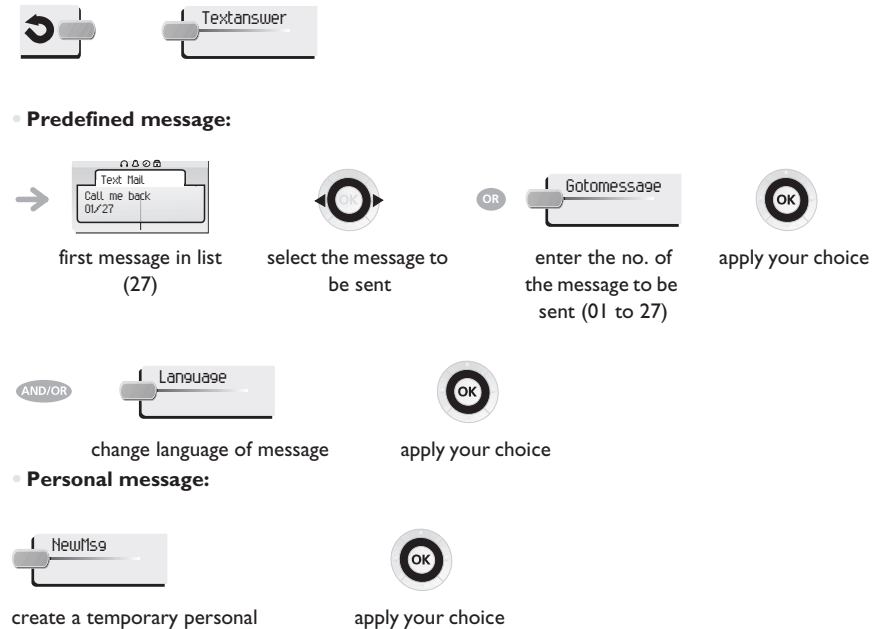 Textanswer
• Predefined message:
Text Mail
Call me back
01/27
OK
OR
Gotomessage
OK
first message in list
(27)
select the message to
be sent
enter the no. of
the message to be
sent (01 to 27)
apply your choice
AND/OR
Language
OK
change language of message
apply your choice
• Personal message:
NewMsg
OK
create a temporary personal
apply your choice